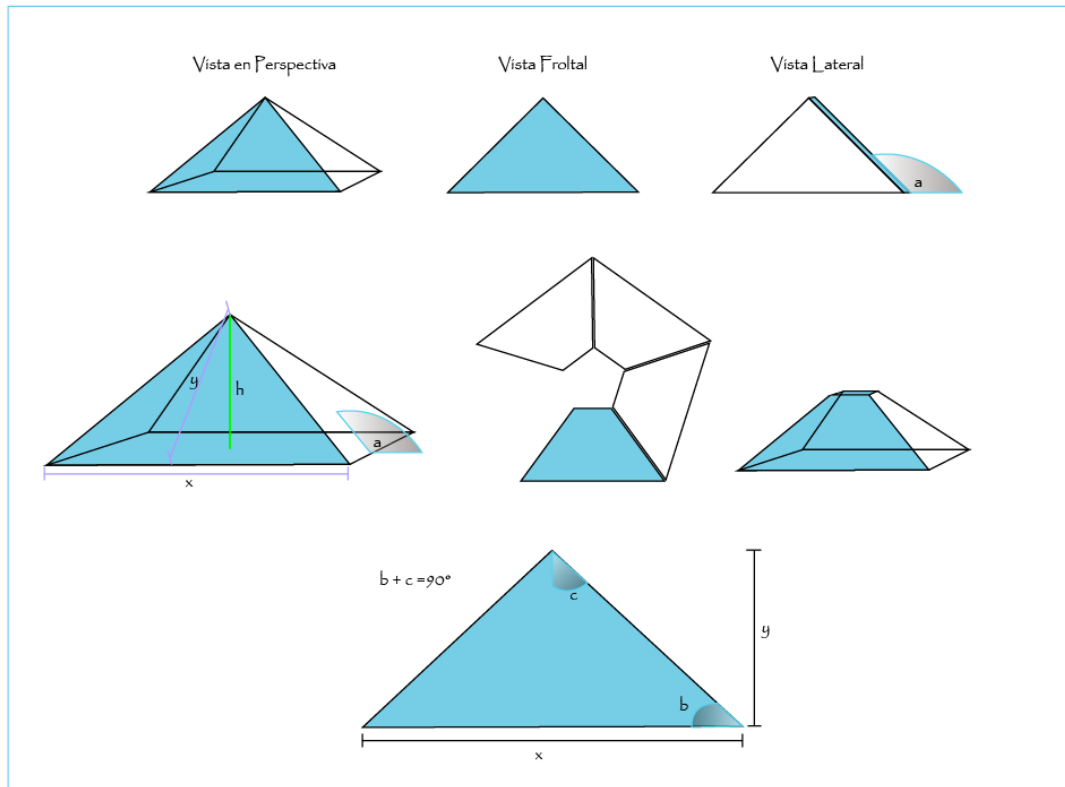 Vista en Perspectiva
Vista Froltal
Vista Lateral
a
y
h
a
x
b + c =90°
c
y
b
x